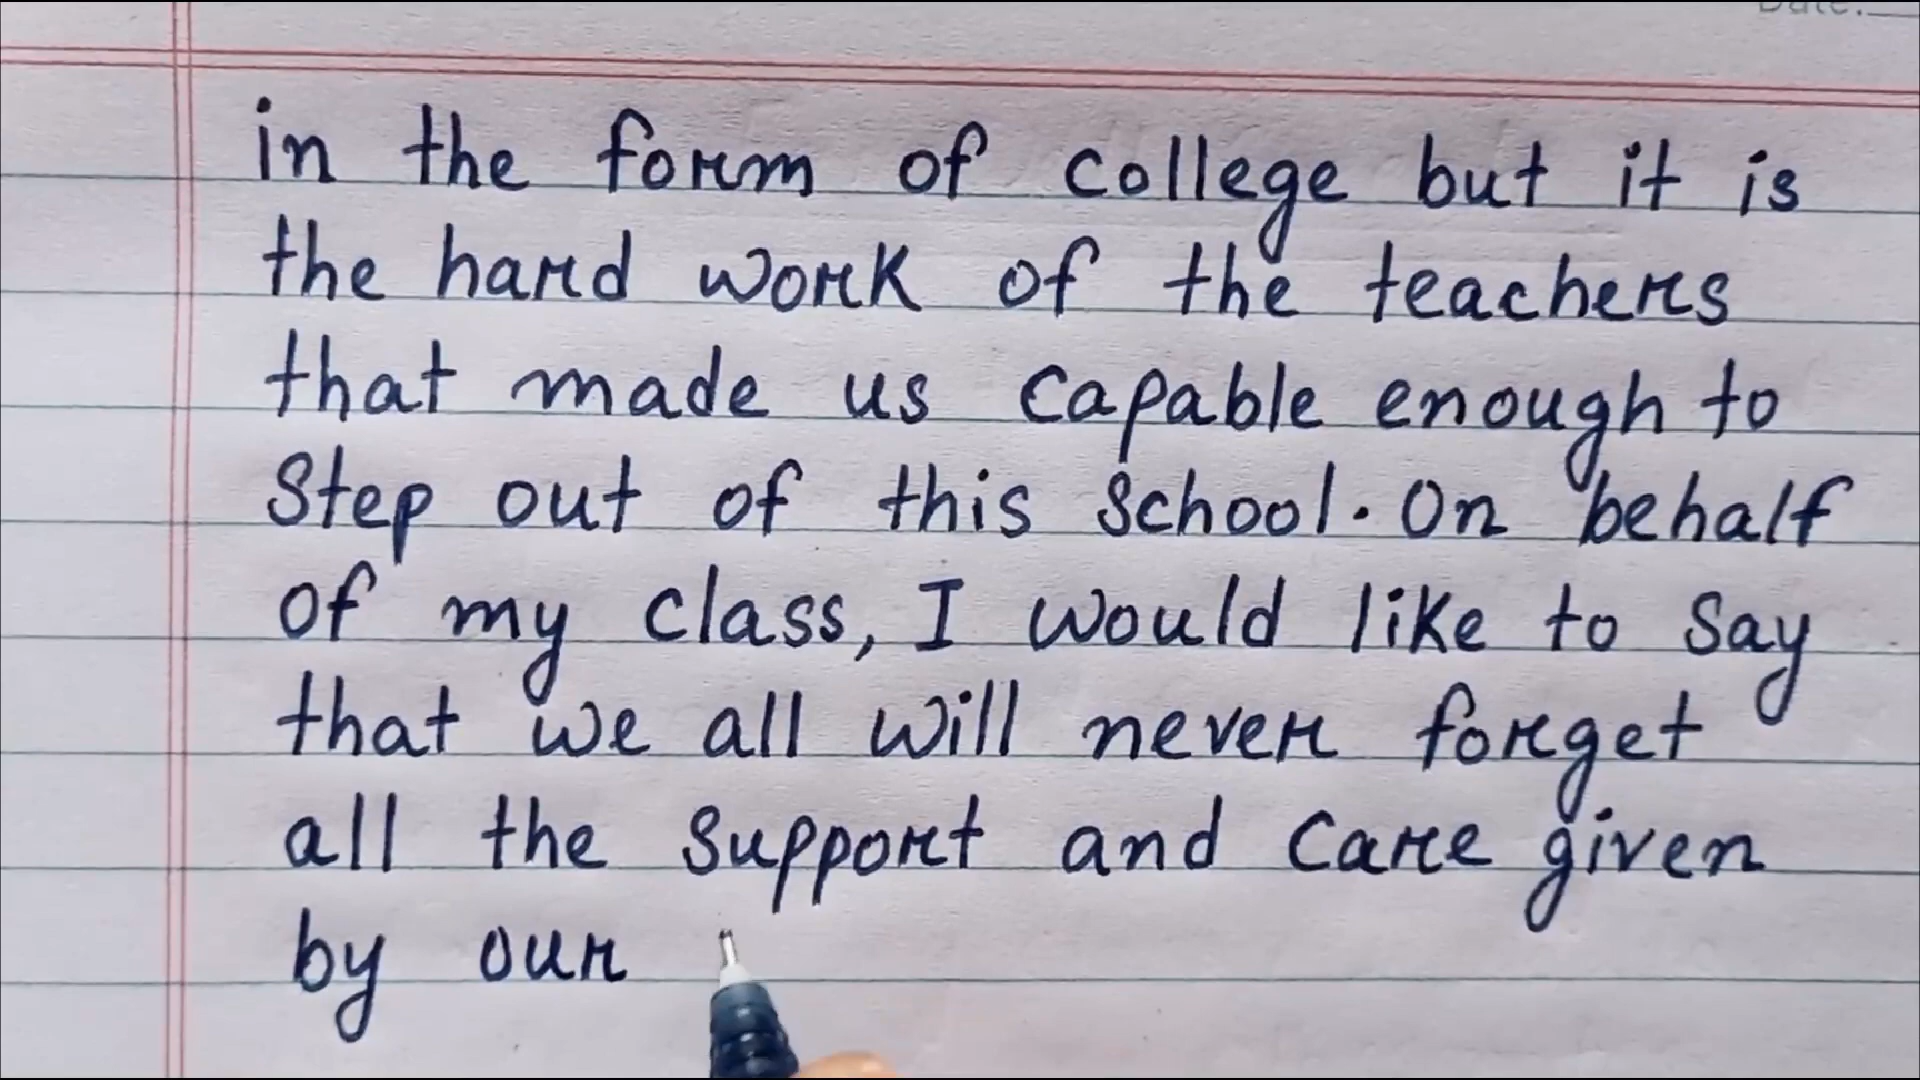 Date:
in the form of college but it is
the hard work of the teachers
that made us capable enough to
Step out of this school. On behalf
of my class, I would like to say
that we all will never forget
all the support and care given
by our